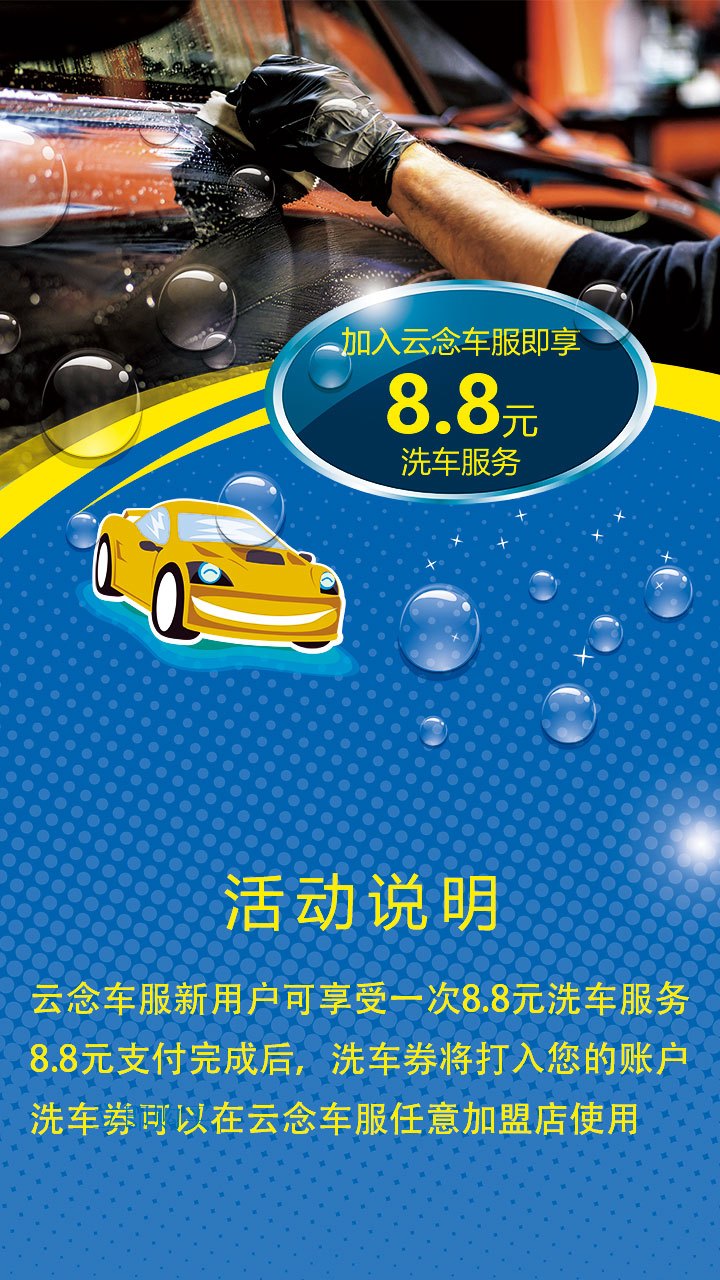 加入云念车服即享
8.8元
洗车服务
活动说明
云念车服新用户可享受一次8.8元洗车服务
8.8元支付完成后，洗车券将打入您的账户
洗车券可以在云念车服任意加盟店使用